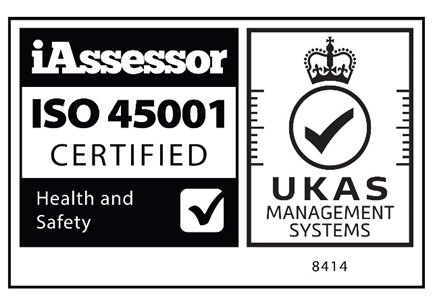 iAssessor
ISO 45001
CERTIFIED
Health and
Safety
UKAS
MANAGEMENT
SYSTEMS
8414